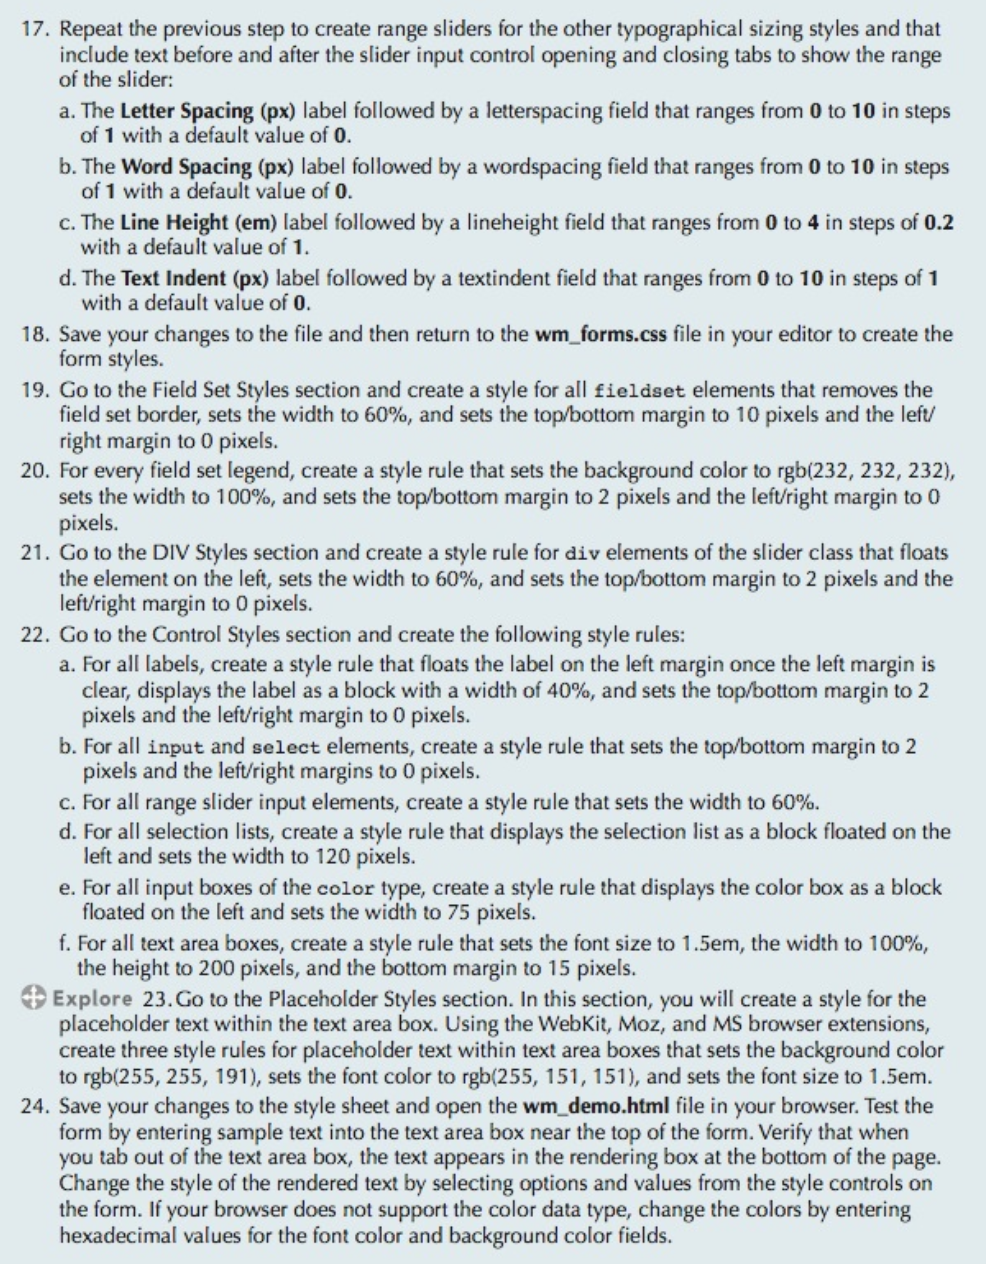 17. Repeat the previous step to create range sliders for the other typographical sizing styles and that
include text before and after the slider input control opening and closing tabs to show the range
of the slider:
a. The Letter Spacing (px) label followed by a letterspacing field that ranges from 0 to 10 in steps
of 1 with a default value of 0.
b. The Word Spacing (px) label followed by a wordspacing field that ranges from 0 to 10 in steps
of 1 with a default value of 0.
c. The Line Height (em) label followed by a lineheight field that ranges from 0 to 4 in steps of 0.2
with a default value of 1.
d. The Text Indent (px) label followed by a textindent field that ranges from 0 to 10 in steps of 1
with a default value of 0.
18. Save your changes to the file and then return to the wm_forms.css file in your editor to create the
form styles.
19. Go to the Field Set Styles section and create a style for all fieldset elements that removes the
field set border, sets the width to 60%, and sets the top/bottom margin to 10 pixels and the left/
right margin to 0 pixels.
20. For every field set legend, create a style rule that sets the background color to rgb(232, 232, 232),
sets the width to 100%, and sets the top/bottom margin to 2 pixels and the left/right margin to 0
pixels.
21. Go to the DIV Styles section and create a style rule for div elements of the slider class that floats
the element on the left, sets the width to 60%, and sets the top/bottom margin to 2 pixels and the
left/right margin to 0 pixels.
22. Go to the Control Styles section and create the following style rules:
a. For all labels, create a style rule that floats the label on the left margin once the left margin is
clear, displays the label as a block with a width of 40%, and sets the top/bottom margin to 2
pixels and the left/right margin to 0 pixels.
b. For all input and select elements, create a style rule that sets the top/bottom margin to 2
pixels and the left/right margins to 0 pixels.
c. For all range slider input elements, create a style rule that sets the width to 60%.
d. For all selection lists, create a style rule that displays the selection list as a block floated on the
left and sets the width to 120 pixels.
e. For all input boxes of the color type, create a style rule that displays the color box as a block
floated on the left and sets the width to 75 pixels.
f. For all text area boxes, create a style rule that sets the font size to 1.5em, the width to 100%,
the height to 200 pixels, and the bottom margin to 15 pixels.
Explore 23. Go to the Placeholder Styles section. In this section, you will create a style for the
placeholder text within the text area box. Using the WebKit, Moz, and MS browser extensions,
create three style rules for placeholder text within text area boxes that sets the background color
to rgb(255, 255, 191), sets the font color to rgb(255, 151, 151), and sets the font size to 1.5em.
24. Save your changes to the style sheet and open the wm_demo.html file in your browser. Test the
form by entering sample text into the text area box near the top of the form. Verify that when
you tab out of the text area box, the text appears in the rendering box at the bottom of the page.
Change the style of the rendered text by selecting options and values from the style controls on
the form. If your browser does not support the color data type, change the colors by entering
hexadecimal values for the font color and background color fields.